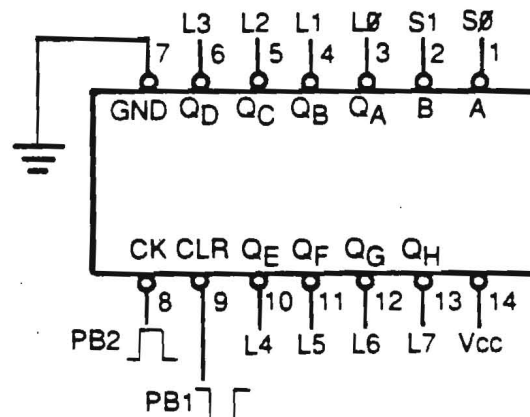 L3 L2 L1 LØ S1 SØ
7 6 5 4 3 2 1
GND QD QC QB QA B A
CK CLR QE QF QG QH
8 9 10 11 12 13 14
PB2 L4 L5 L6 L7 Vcc
PB1